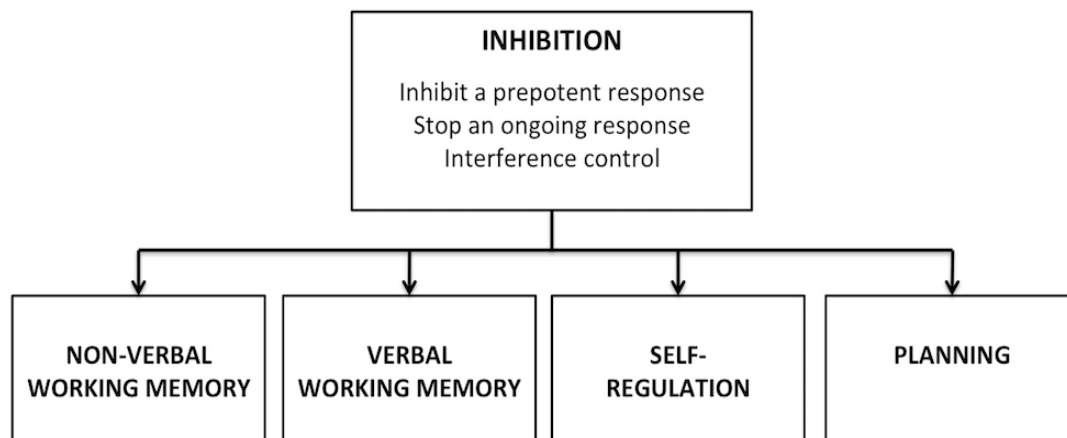 INHIBITION
Inhibit a prepotent response
Stop an ongoing response
Interference control
NON-VERBAL
WORKING MEMORY
VERBAL
WORKING MEMORY
SELF-
REGULATION
PLANNING